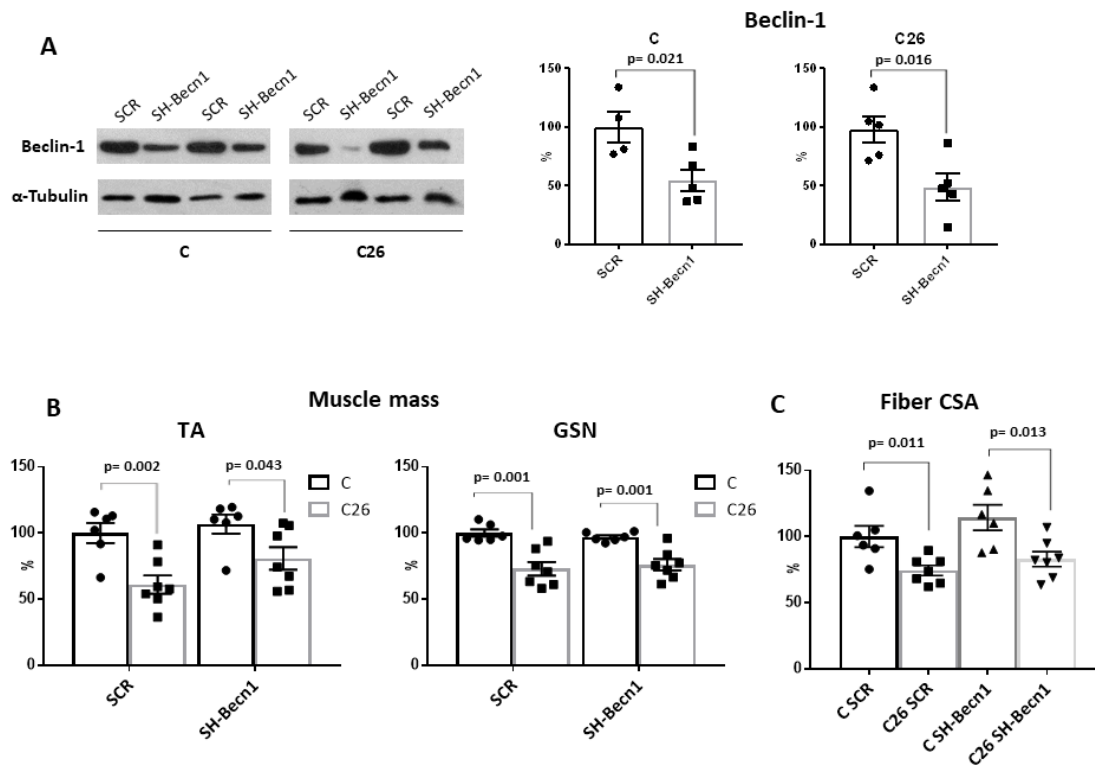 A
SCR
SH-Becn1
SCR
SH-Becn1
SCR
SH-Becn1
SCR
SH-Becn1
Beclin-1
α-Tubulin
C
C26
Beclin-1
C
p= 0.021
150
100
50
0
%
SCR
SH-Becn1
C26
p= 0.016
150
100
50
0
%
SCR
SH-Becn1
B
Muscle mass
TA
p= 0.002
p= 0.043
C
C26
150
100
50
0
%
SCR
SH-Becn1
GSN
p= 0.001
p= 0.001
C
C26
150
100
50
0
%
SCR
SH-Becn1
C
Fiber CSA
p= 0.011
p= 0.013
150
100
50
0
%
C SCR
C26 SCR
C SH-Becn1
C26 SH-Becn1